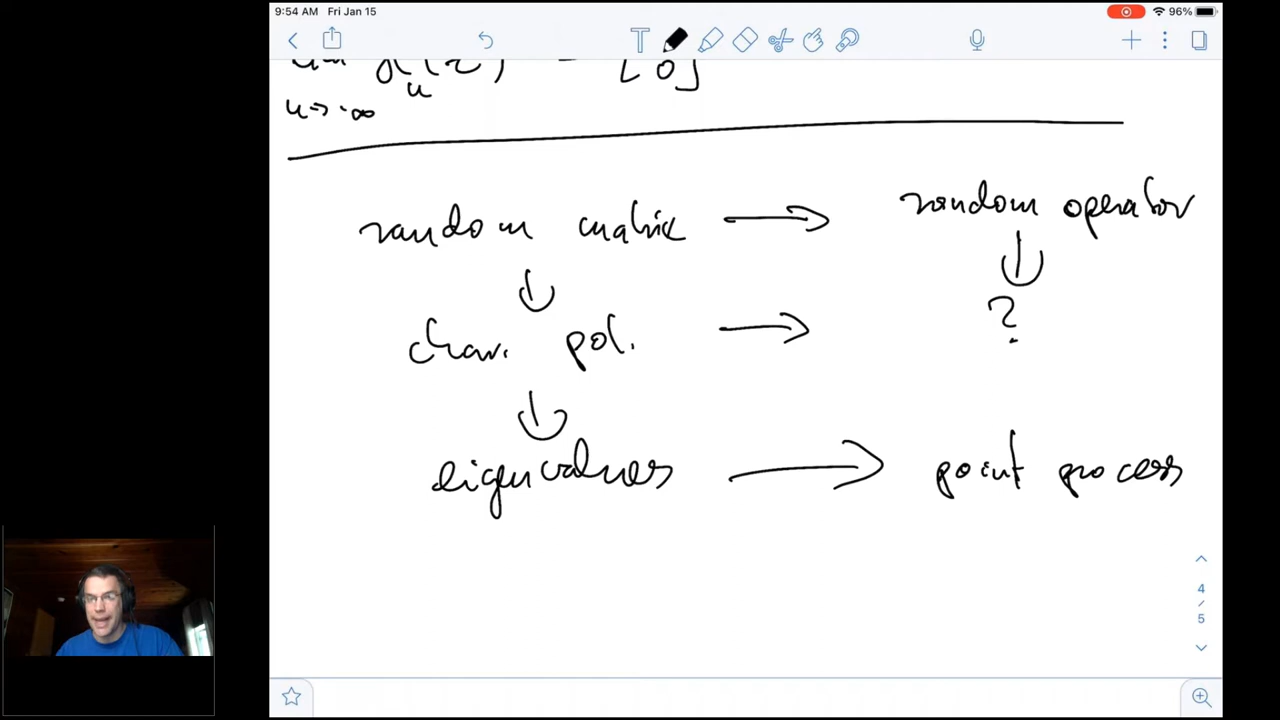 9:54 AM Fri Jan 15
96%
n→-∞
random matrix → random operator
↓ ↓
char. pol. → ?
↓
eigenvalues → point process
4
/
5